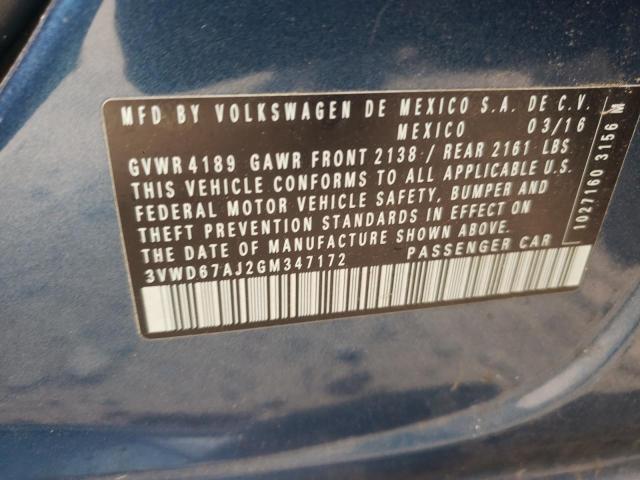 MFD BY VOLKSWAGEN DE MEXICO S.A. DE C.V.
MEXICO 03/16
GVWR 4189 GAWR FRONT 2138 / REAR 2161 LBS
THIS VEHICLE CONFORMS TO ALL APPLICABLE U.S.
FEDERAL MOTOR VEHICLE SAFETY, BUMPER AND
THEFT PREVENTION STANDARDS IN EFFECT ON
THE DATE OF MANUFACTURE SHOWN ABOVE.
3VWD67AJ2GM347172 PASSENGER CAR
1027160 3156 M